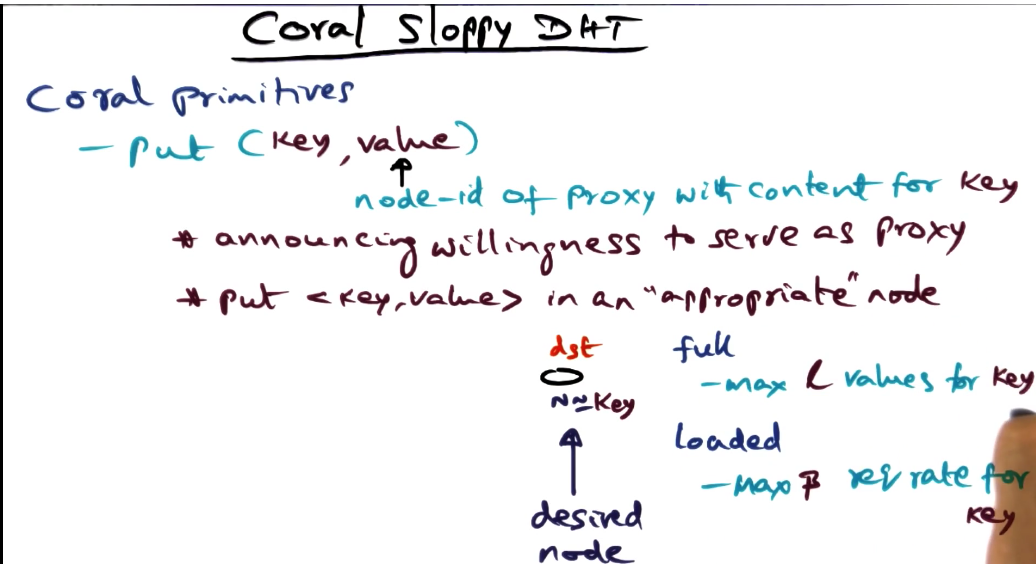 Coral Sloppy DHT
Coral primitives
- Put (Key, value)
node-id of proxy with content for key
* announcing willingness to serve as proxy
* put <key, value> in an "appropriate" node
dst
full
- max l values for key
N≈Key
loaded
- max β req rate for key
desired
node